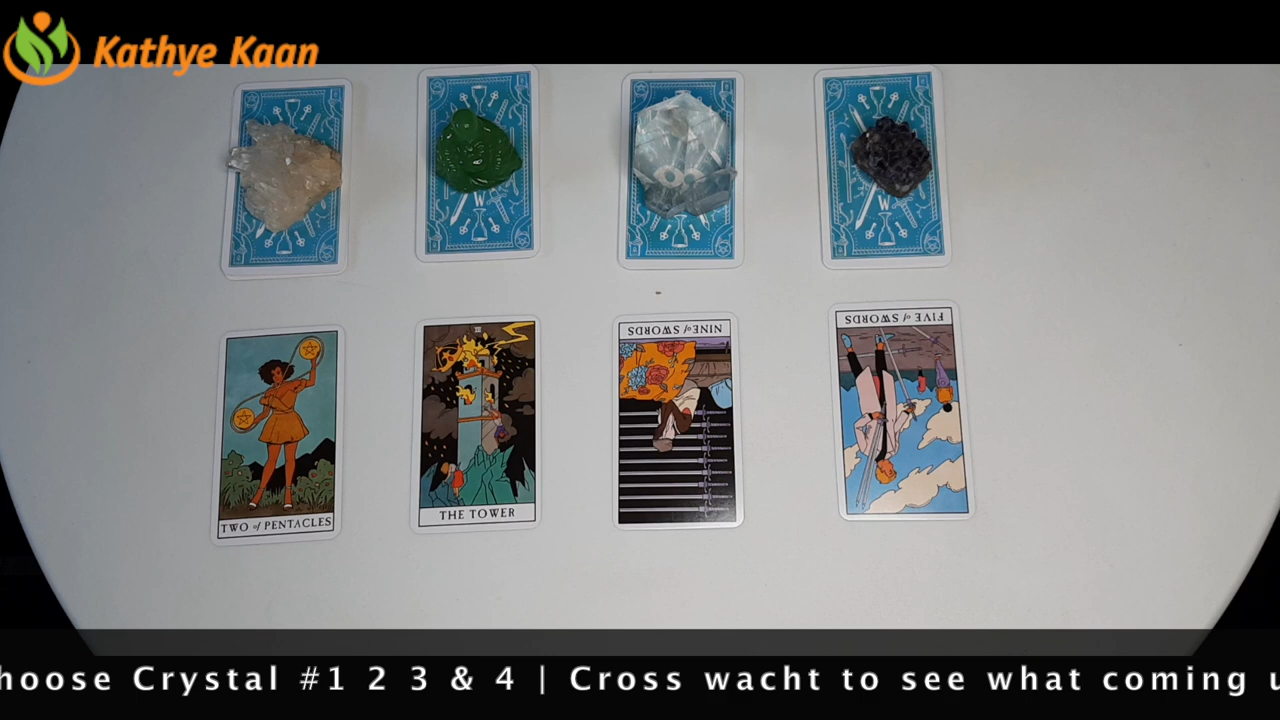 Kathye Kaan
W
W
NINE of SWORDS
FIVE of SWORDS
TWO of PENTACLES
THE TOWER
hoose Crystal #1 2 3 & 4 | Cross wacht to see what coming u